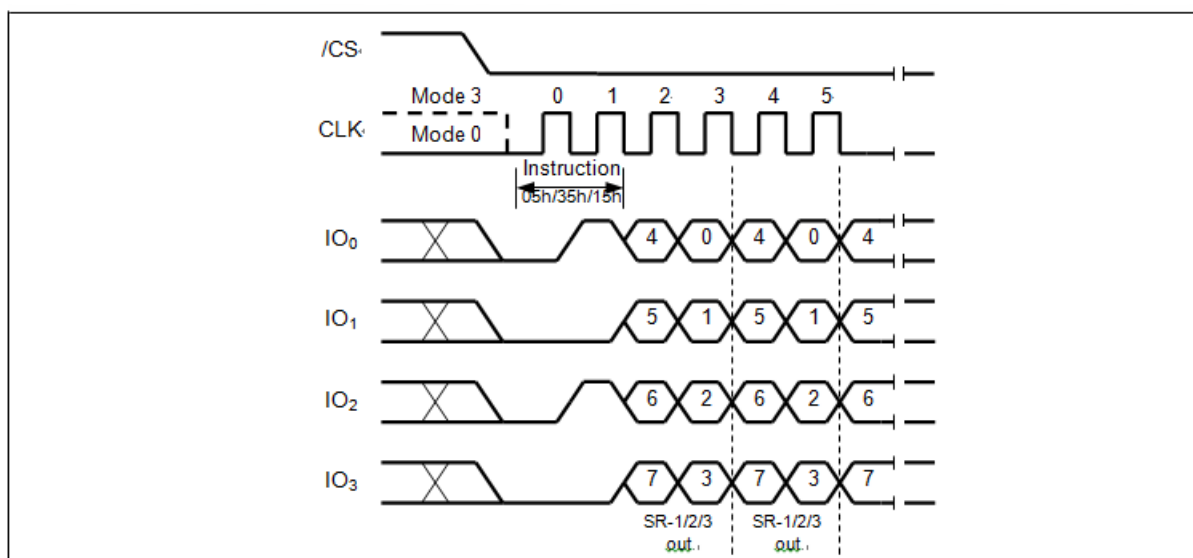 /CS
Mode 3 0 1 2 3 4 5
CLK Mode 0
Instruction
05h/35h/15h
IO₀ 4 0 4 0 4
IO₁ 5 1 5 1 5
IO₂ 6 2 6 2 6
IO₃ 7 3 7 3 7
SR-1/2/3 SR-1/2/3
out out